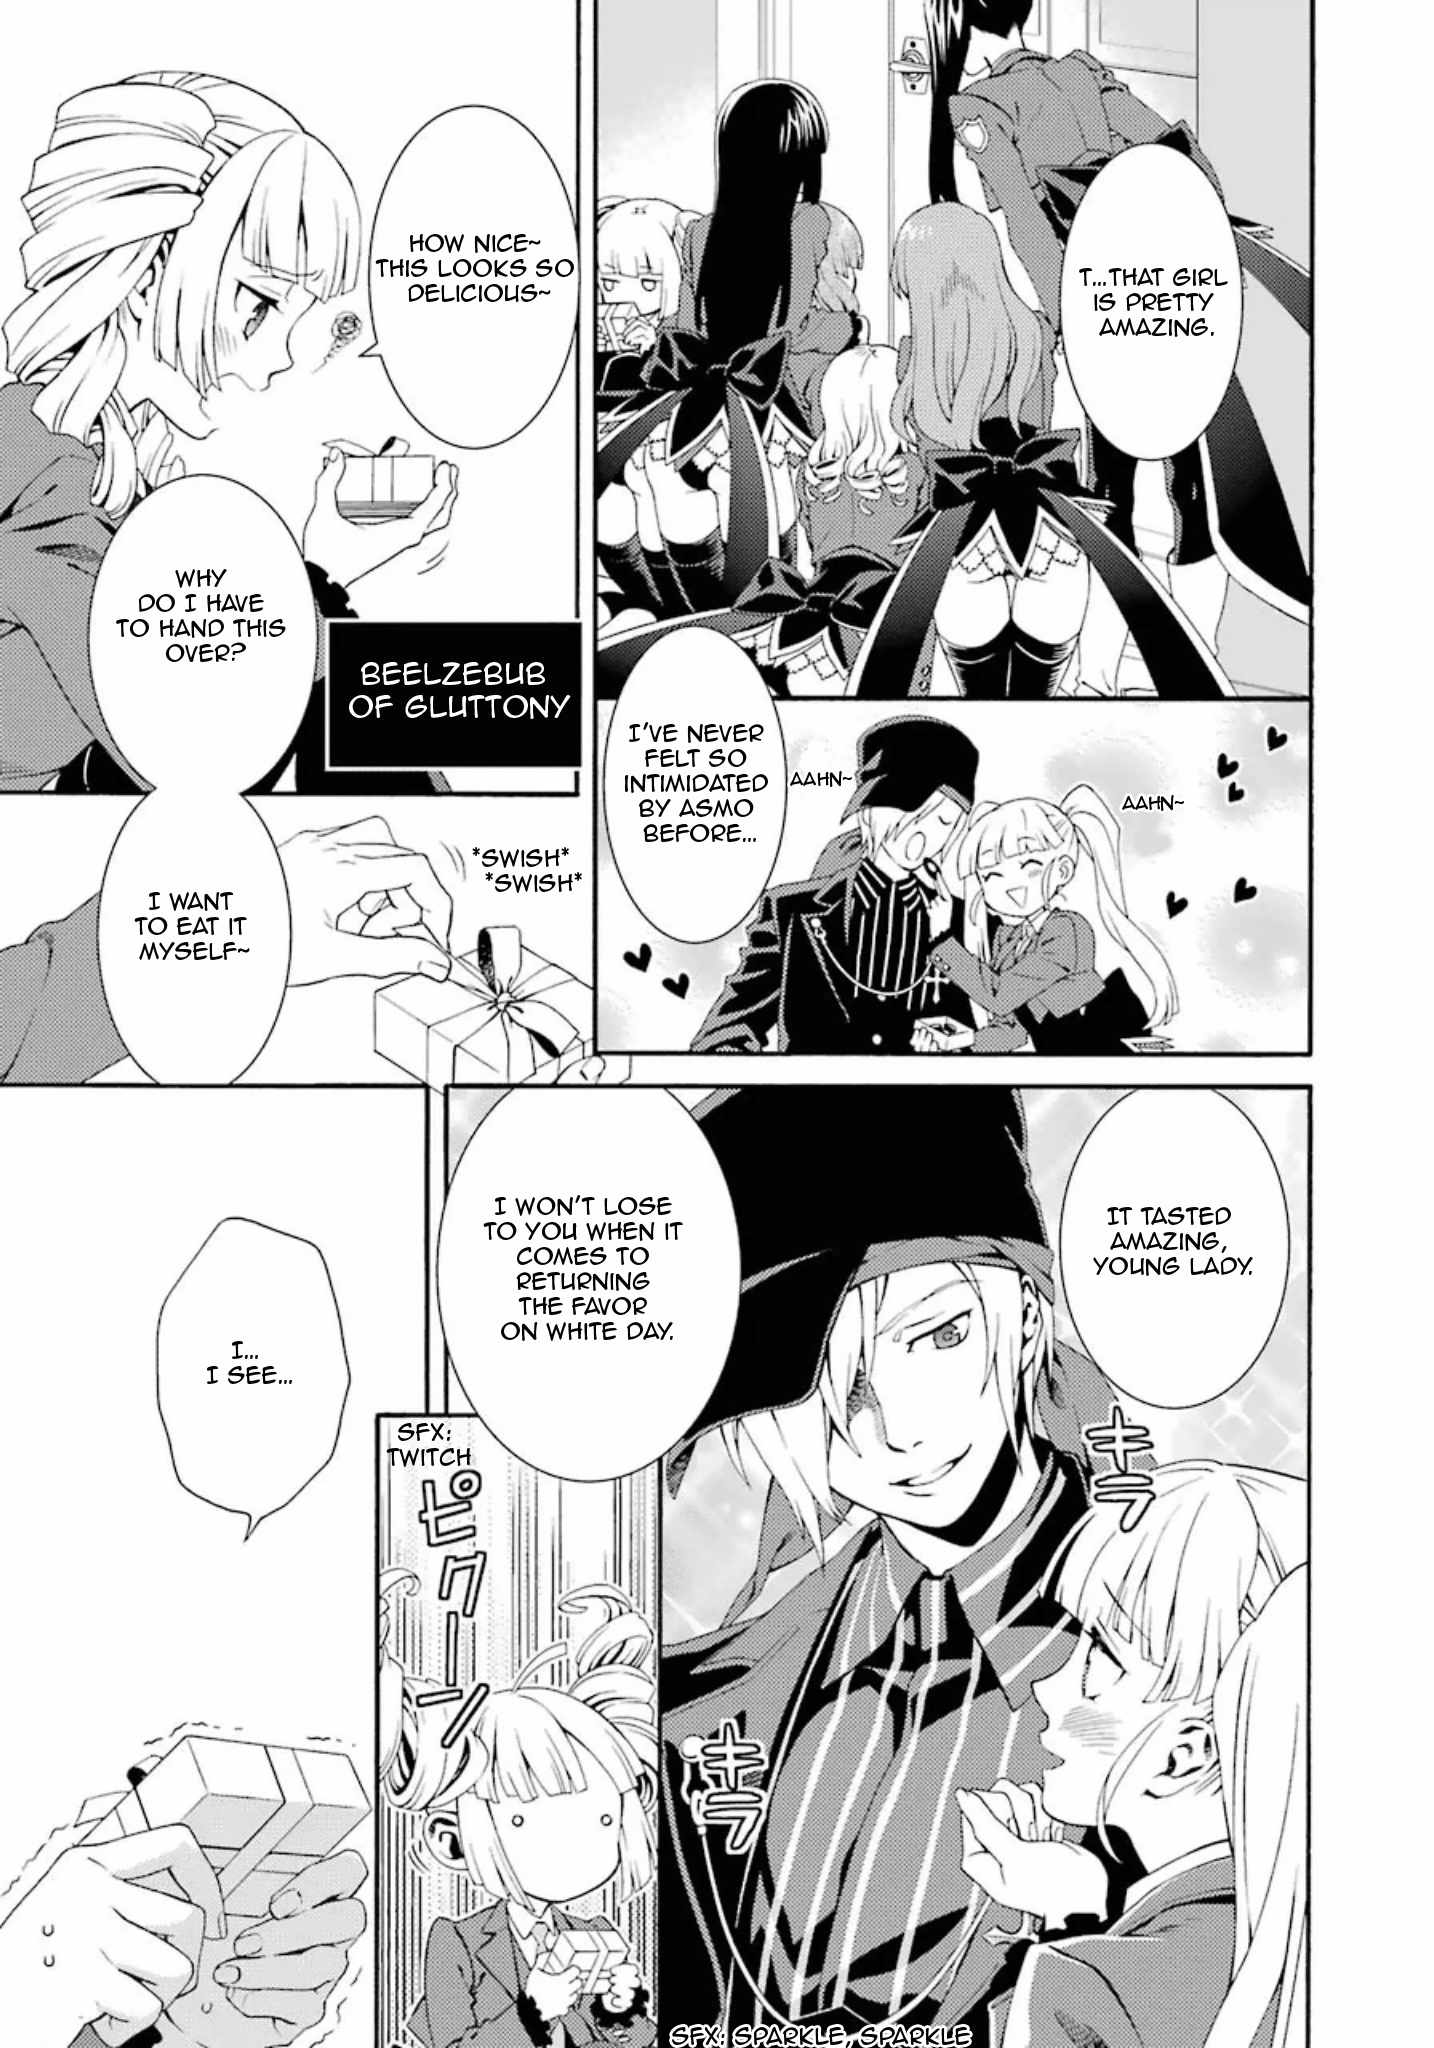 T...THAT GIRL
IS PRETTY
AMAZING.
I'VE NEVER
FELT SO
INTIMIDATED
BY ASMO
BEFORE...
AAHN~
AAHN~
HOW NICE~
THIS LOOKS SO
DELICIOUS~
WHY
DO I HAVE
TO HAND THIS
OVER?
BEELZEBUB
OF GLUTTONY
I WANT
TO EAT IT
MYSELF~
*SWISH*
*SWISH*
IT TASTED
AMAZING,
YOUNG LADY.
I WON'T LOSE
TO YOU WHEN IT
COMES TO
RETURNING
THE FAVOR
ON WHITE DAY.
キラ
キラ
SFX: SPARKLE, SPARKLE
SFX:
TWITCH
ピクーン
I...
I SEE...